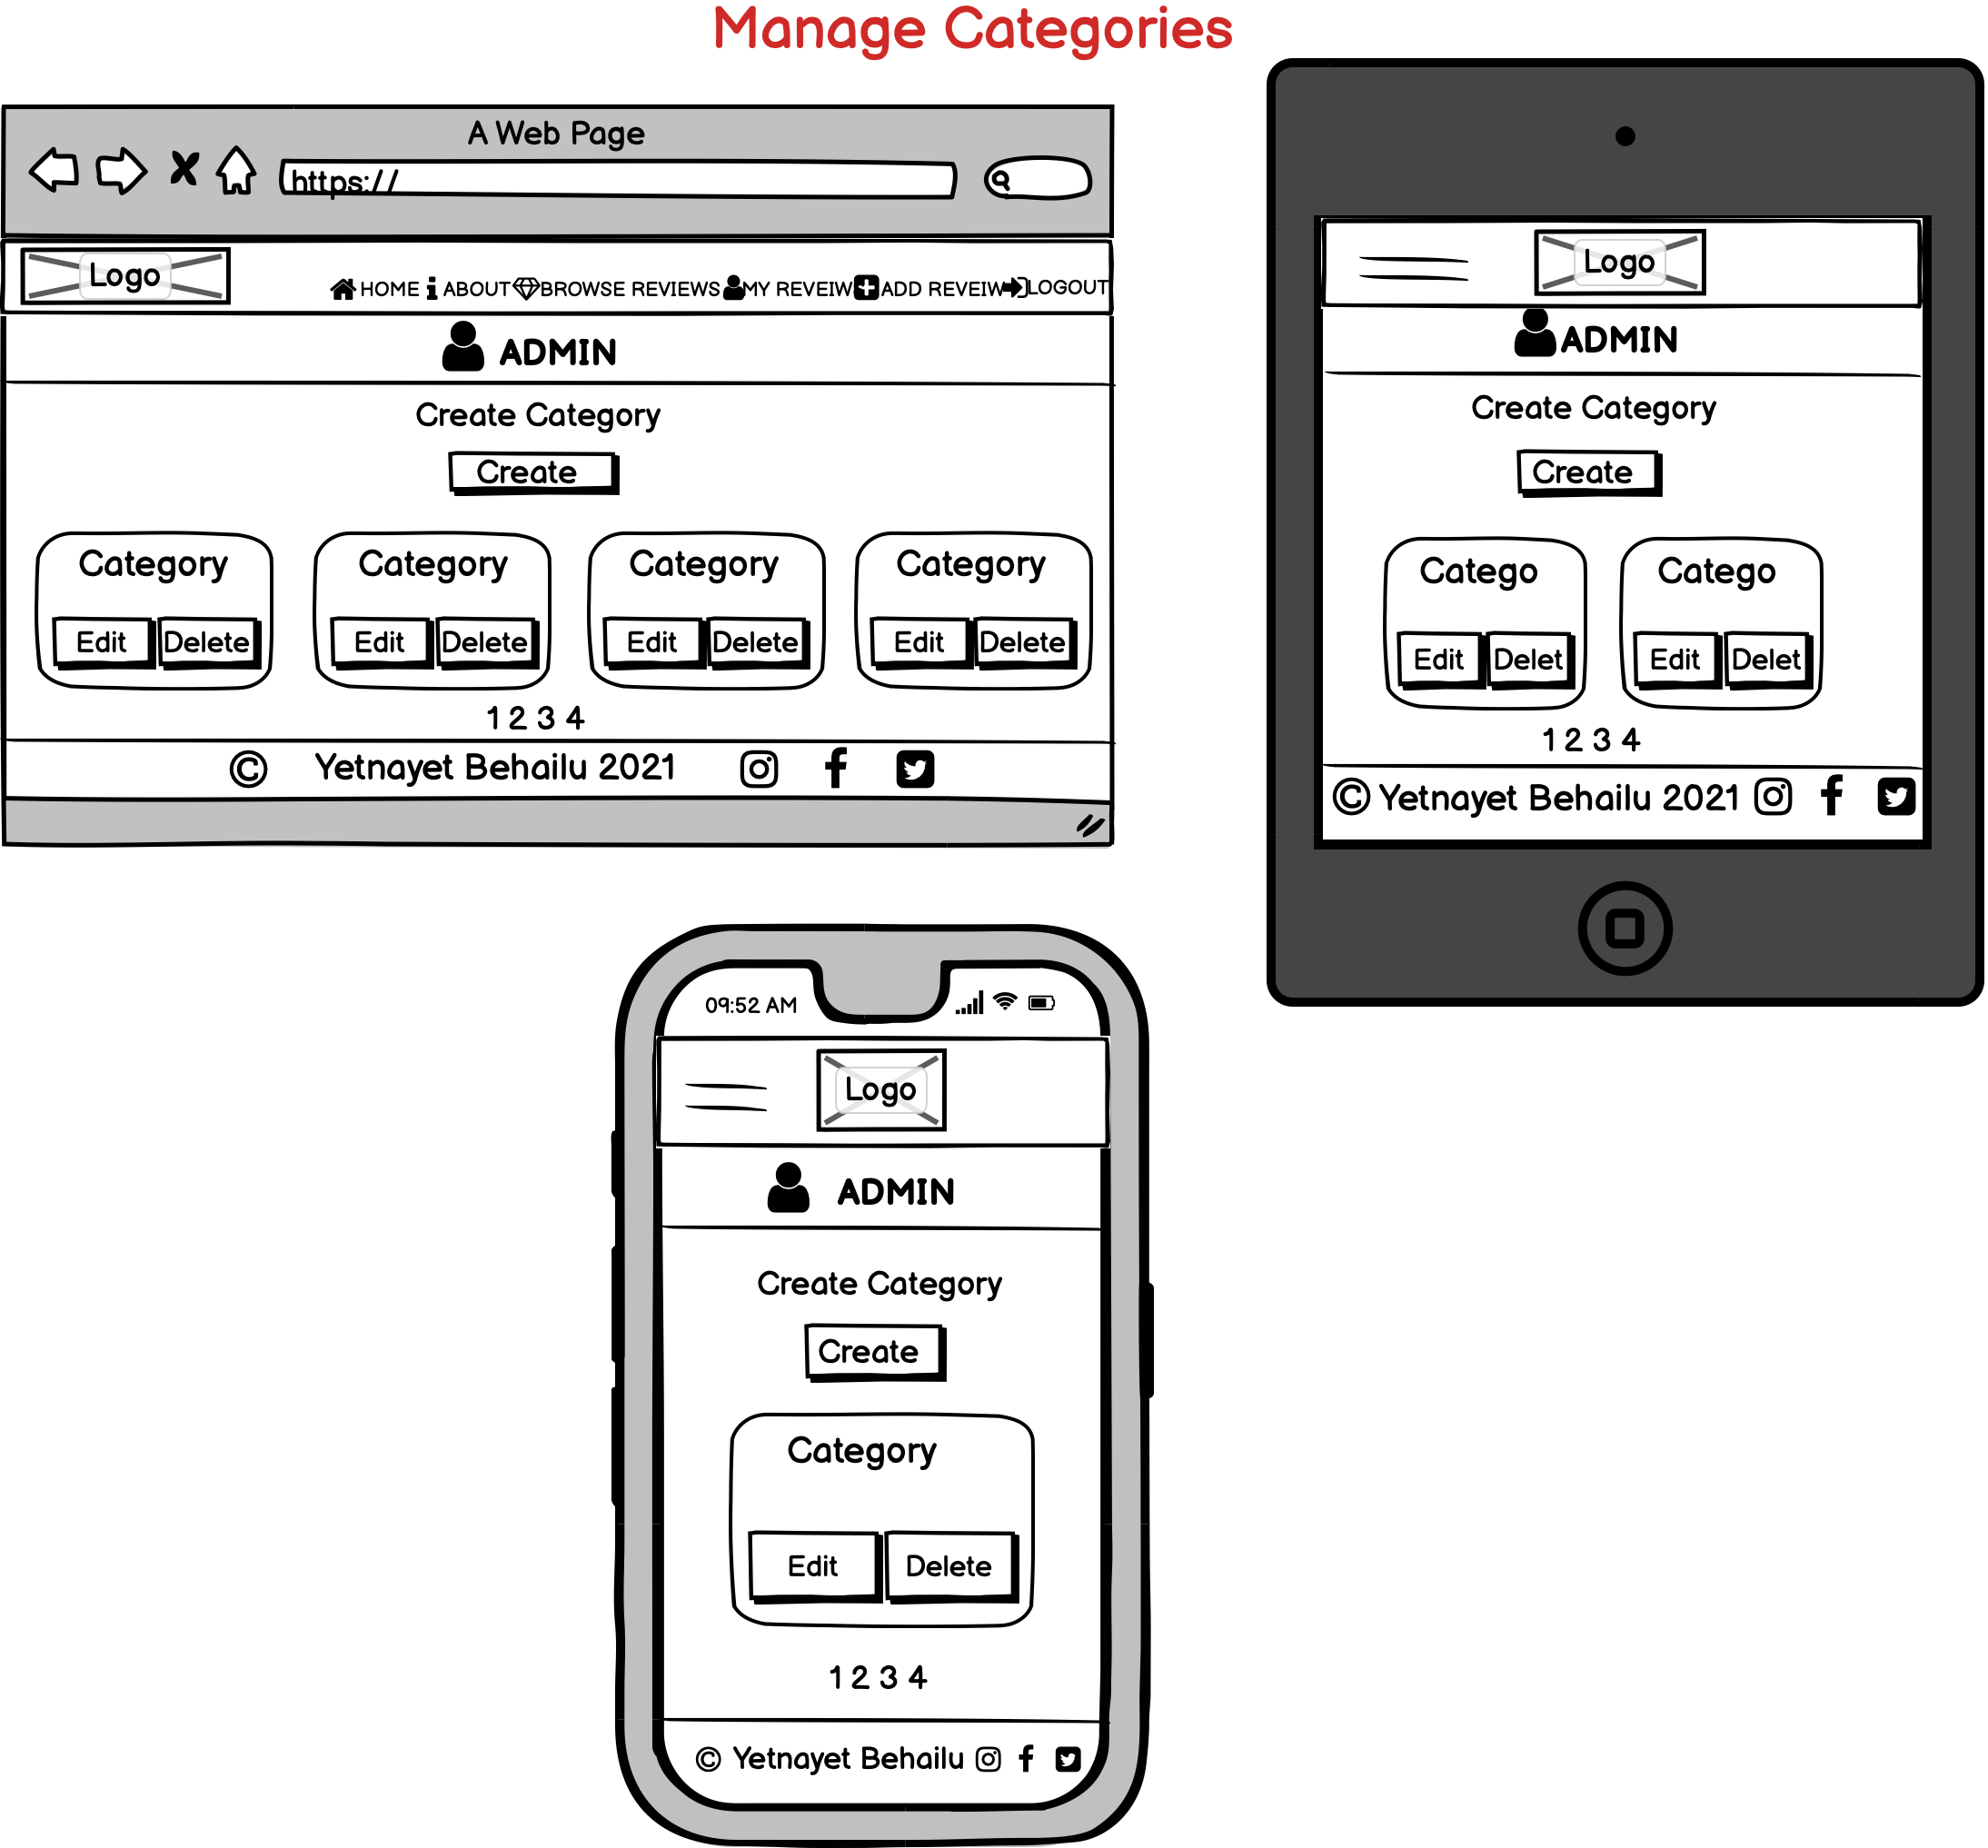 Manage Categories
A Web Page
https://
Logo
HOME ABOUT BROWSE REVIEWS MY REVEIW ADD REVEIW LOGOUT
ADMIN
Create Category
Create
Category Category Category Category
Edit Delete Edit Delete Edit Delete Edit Delete
1 2 3 4
© Yetnayet Behailu 2021
Logo
ADMIN
Create Category
Create
Catego Catego
Edit Delet Edit Delet
1 2 3 4
© Yetnayet Behailu 2021
09:52 AM
Logo
ADMIN
Create Category
Create
Category
Edit Delete
1 2 3 4
© Yetnayet Behailu